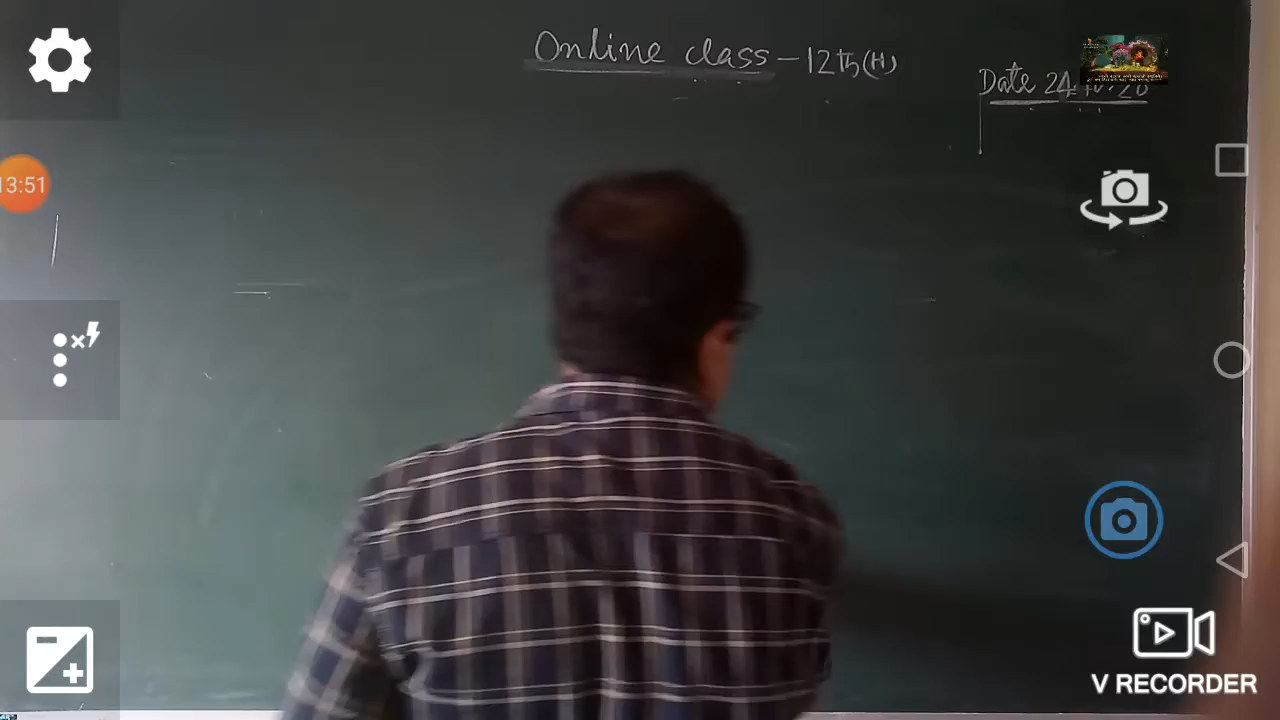 Online class - 12th (H)
Date 24
13:51
V RECORDER